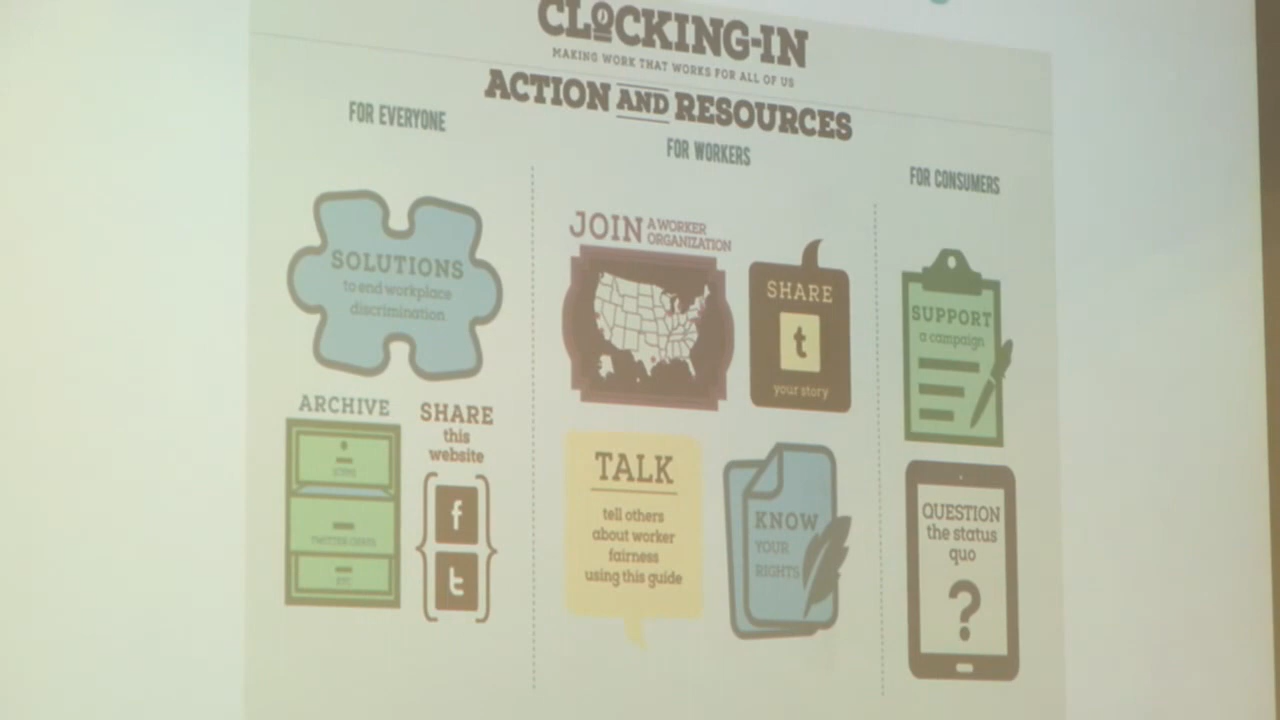 CLOCKING-IN
MAKING WORK THAT WORKS FOR ALL OF US
ACTION AND RESOURCES
FOR EVERYONE
FOR WORKERS
FOR CONSUMERS
SOLUTIONS
to end workplace
discrimination
ARCHIVE
SHARE
this
website
f
t
JOIN A WORKER
ORGANIZATION
SHARE
t
your story
TALK
tell others
about worker
fairness
using this guide
KNOW
YOUR
RIGHTS
SUPPORT
a campaign
QUESTION
the status
quo
?